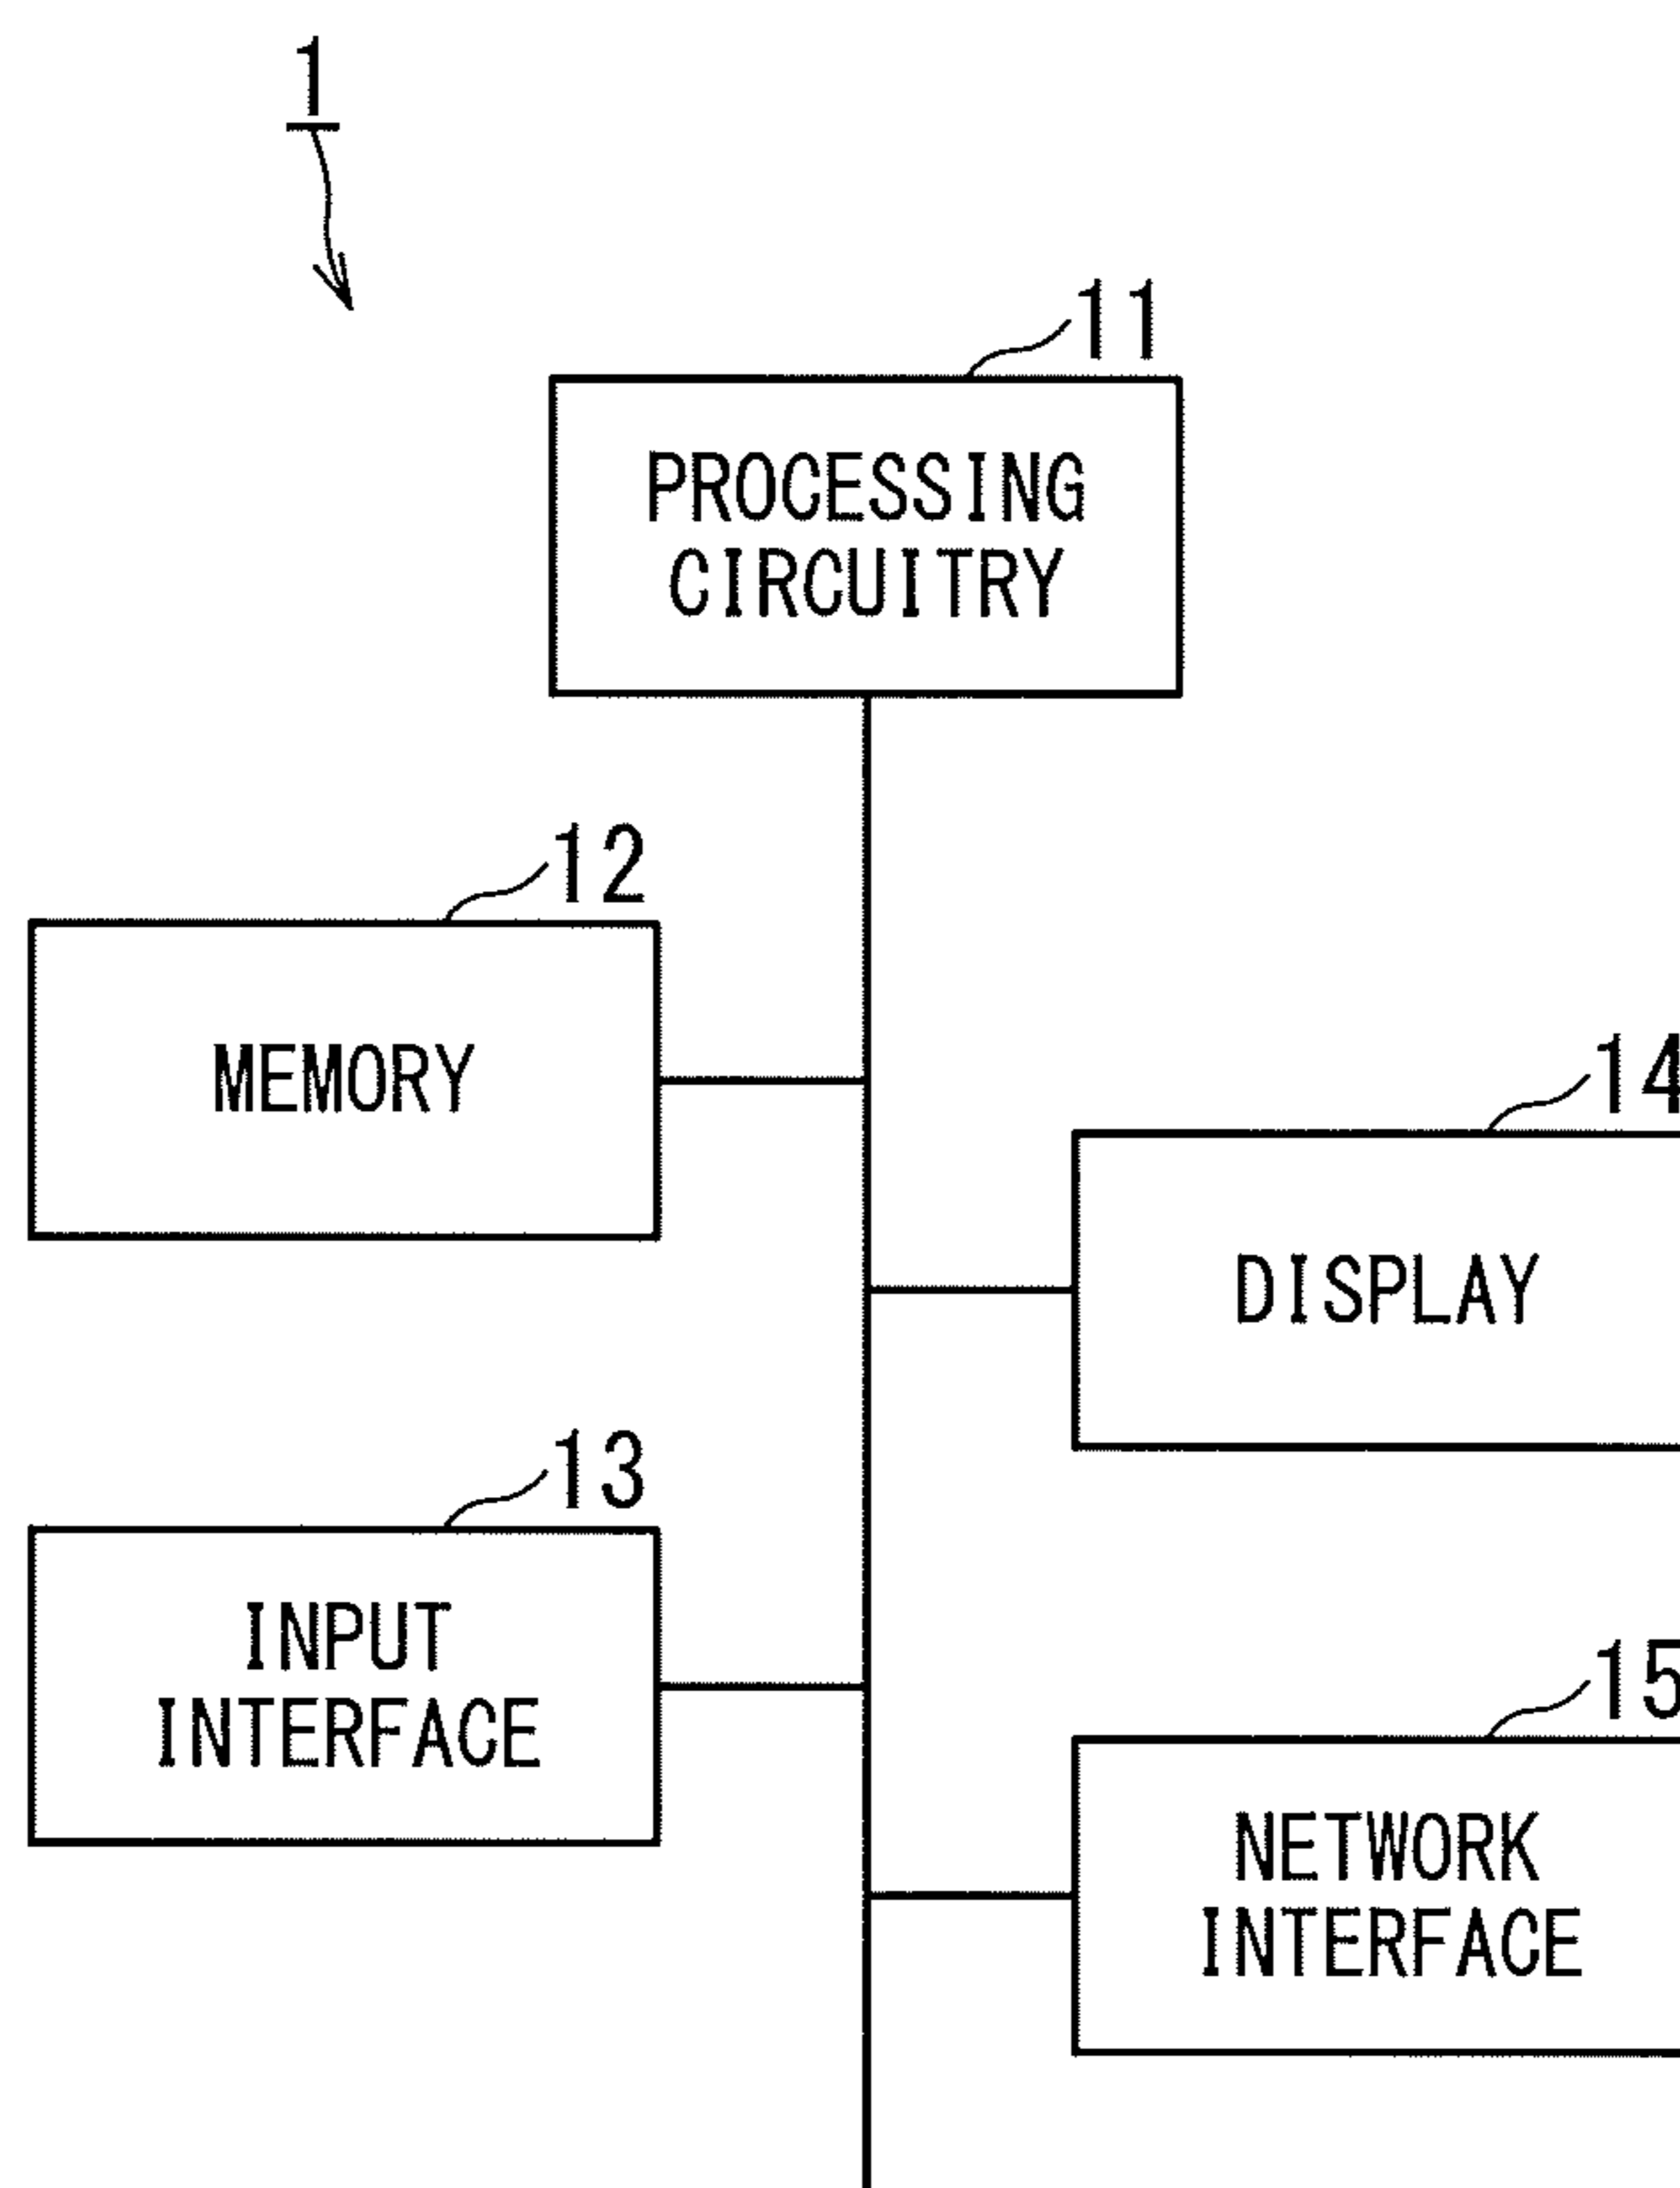 1
11
PROCESSING
CIRCUITRY
12
MEMORY
14
DISPLAY
13
INPUT
INTERFACE
15
NETWORK
INTERFACE